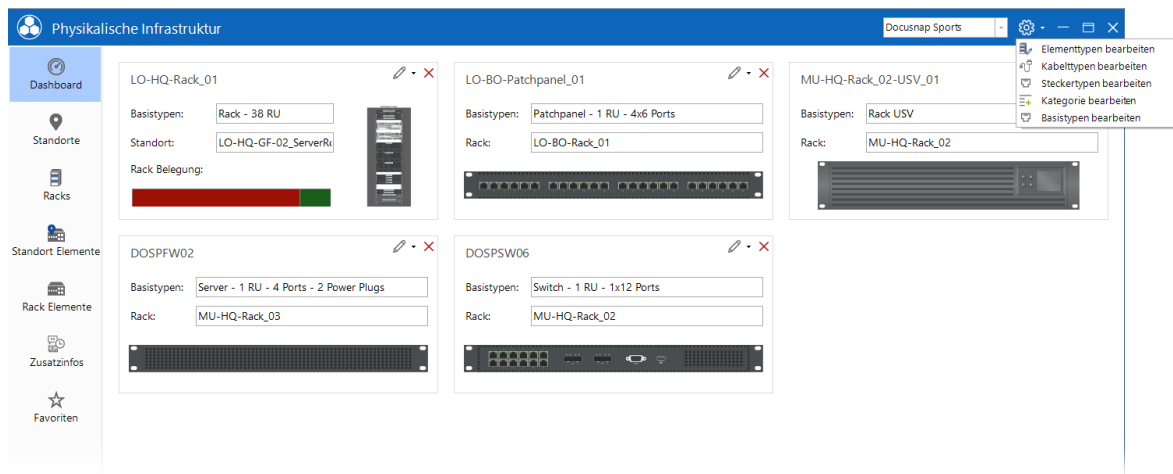 Physikalische Infrastruktur
Docusnap Sports
Elementtypen bearbeiten
Kabeltypen bearbeiten
Steckertypen bearbeiten
Kategorie bearbeiten
Basistypen bearbeiten
Dashboard
Standorte
Racks
Standort Elemente
Rack Elemente
Zusatzinfos
Favoriten
LO-HQ-Rack_01
Basistypen: Rack - 38 RU
Standort: LO-HQ-GF-02_ServerR
Rack Belegung:
LO-BO-Patchpanel_01
Basistypen: Patchpanel - 1 RU - 4x6 Ports
Rack: LO-BO-Rack_01
MU-HQ-Rack_02-USV_01
Basistypen: Rack USV
Rack: MU-HQ-Rack_02
DOSPFW02
Basistypen: Server - 1 RU - 4 Ports - 2 Power Plugs
Rack: MU-HQ-Rack_03
DOSPSW06
Basistypen: Switch - 1 RU - 1x12 Ports
Rack: MU-HQ-Rack_02